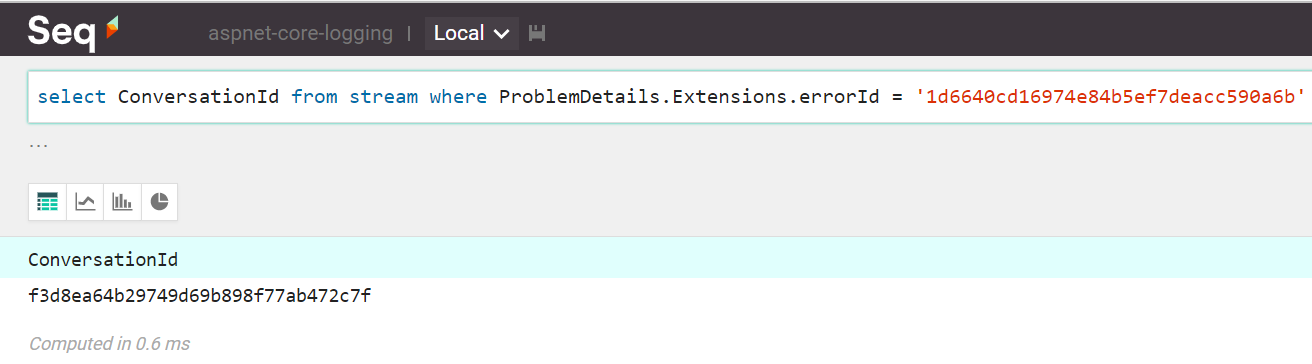 Seq aspnet-core-logging | Local
select ConversationId from stream where ProblemDetails.Extensions.errorId = '1d6640cd16974e84b5ef7deacc590a6b'
...
ConversationId
f3d8ea64b29749d69b898f77ab472c7f
Computed in 0.6 ms